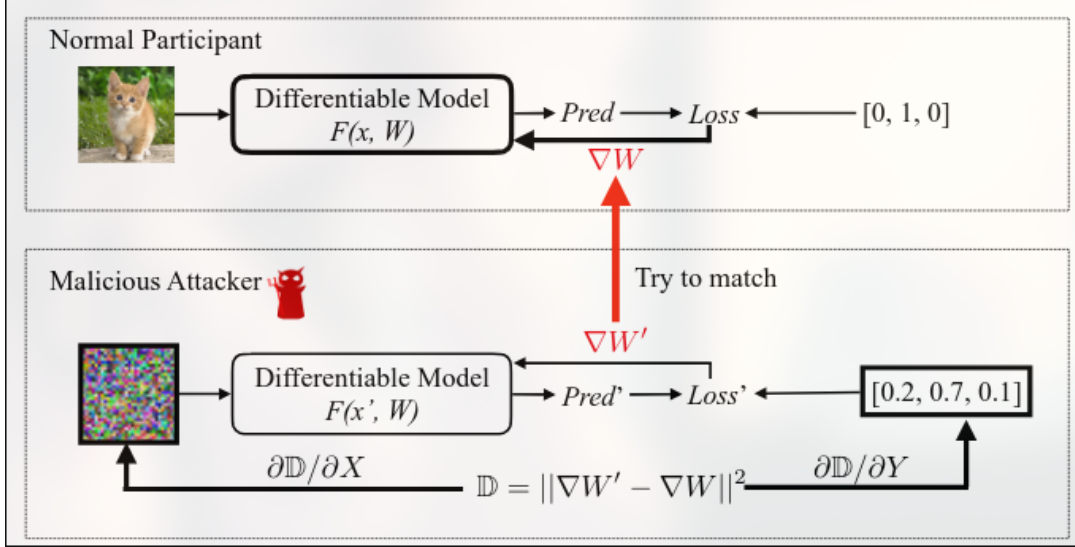 Normal Participant
Differentiable Model
F(x, W)
Pred
Loss
[0, 1, 0]
∇W
Malicious Attacker
Try to match
∇W′
Differentiable Model
F(x’, W)
Pred’
Loss’
[0.2, 0.7, 0.1]
∂𝔻/∂X
𝔻 = ||∇W′ − ∇W||²
∂𝔻/∂Y